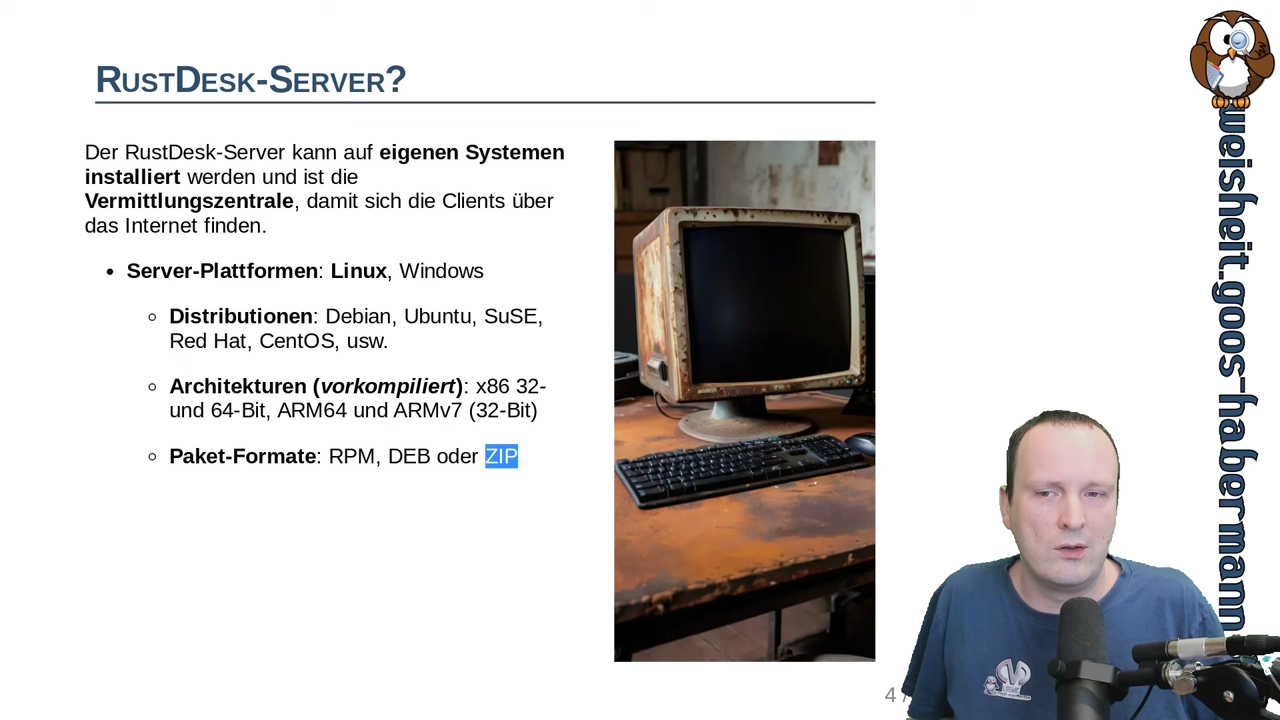 RustDesk-Server?
Der RustDesk-Server kann auf eigenen Systemen
installiert werden und ist die
Vermittlungszentrale, damit sich die Clients über
das Internet finden.
Server-Plattformen: Linux, Windows
Distributionen: Debian, Ubuntu, SuSE,
Red Hat, CentOS, usw.
Architekturen (vorkompiliert): x86 32-
und 64-Bit, ARM64 und ARMv7 (32-Bit)
Paket-Formate: RPM, DEB oder ZIP
weisheit.goos-habermann
4 /